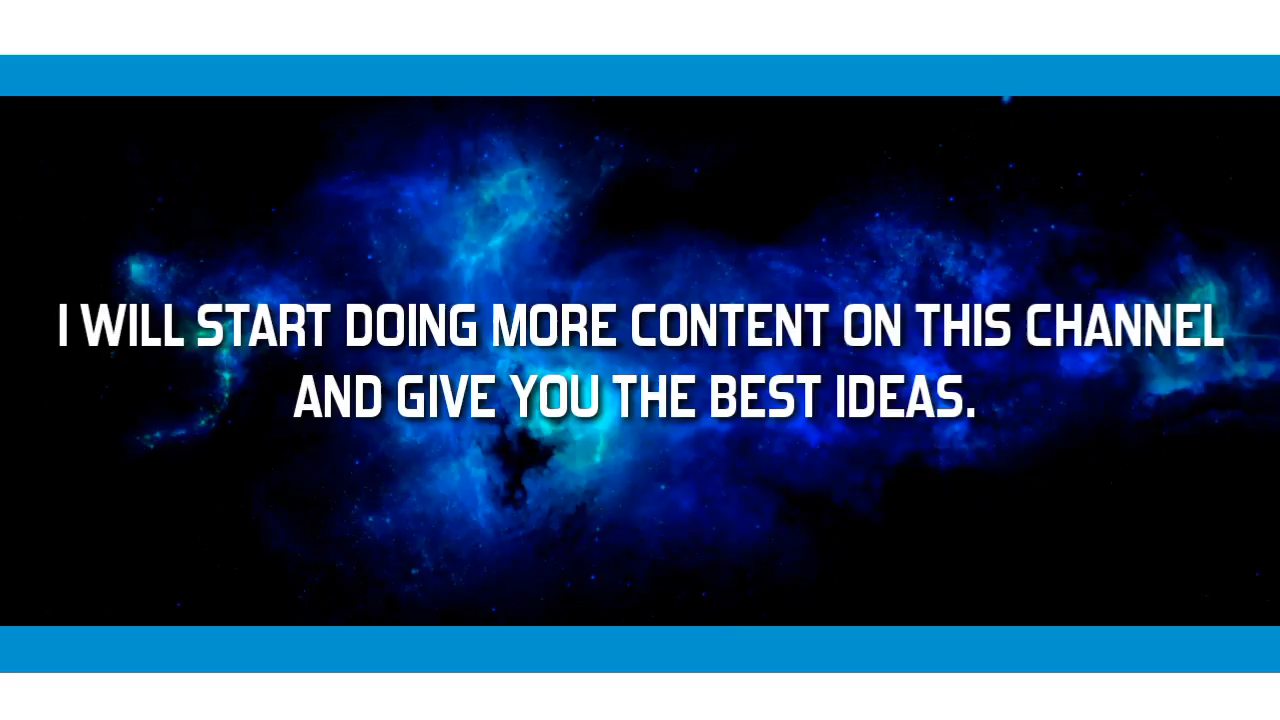 I WILL START DOING MORE CONTENT ON THIS CHANNEL
AND GIVE YOU THE BEST IDEAS.